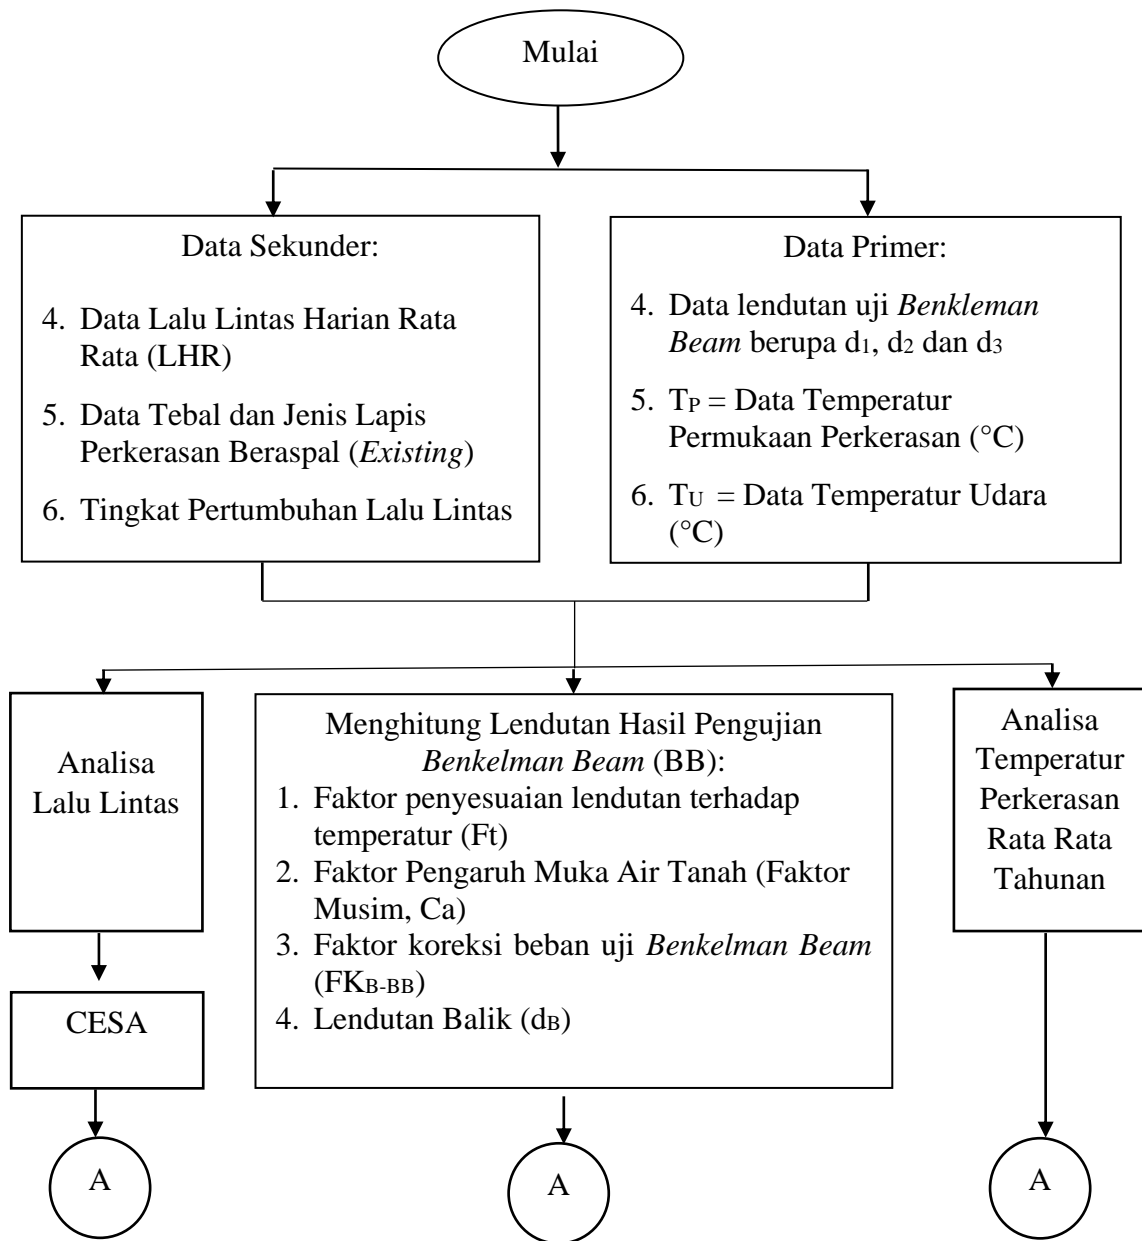 Mulai
Data Sekunder:
4. Data Lalu Lintas Harian Rata
Rata (LHR)
5. Data Tebal dan Jenis Lapis
Perkerasan Beraspal (Existing)
6. Tingkat Pertumbuhan Lalu Lintas
Data Primer:
4. Data lendutan uji Benkleman
Beam berupa d1, d2 dan d3
5. TP = Data Temperatur
Permukaan Perkerasan (°C)
6. TU = Data Temperatur Udara
(°C)
Analisa
Lalu Lintas
CESA
A
Menghitung Lendutan Hasil Pengujian
Benkelman Beam (BB):
1. Faktor penyesuaian lendutan terhadap
temperatur (Ft)
2. Faktor Pengaruh Muka Air Tanah (Faktor
Musim, Ca)
3. Faktor koreksi beban uji Benkelman Beam
(FKB-BB)
4. Lendutan Balik (dB)
A
Analisa
Temperatur
Perkerasan
Rata Rata
Tahunan
A